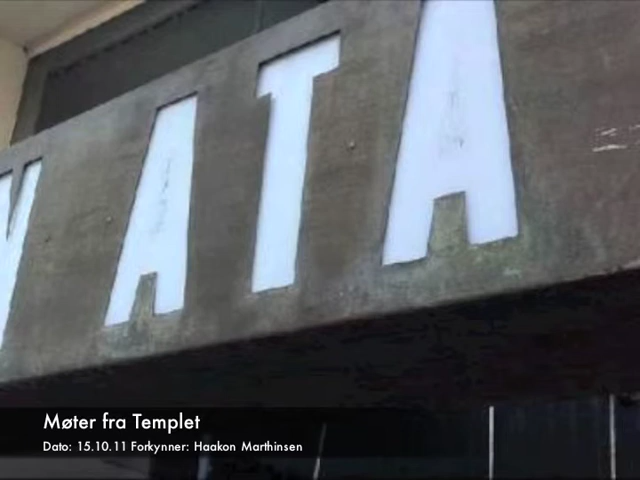 ATA
Møter fra Templet
Dato: 15.10.11 Forkynner: Haakon Marthinsen